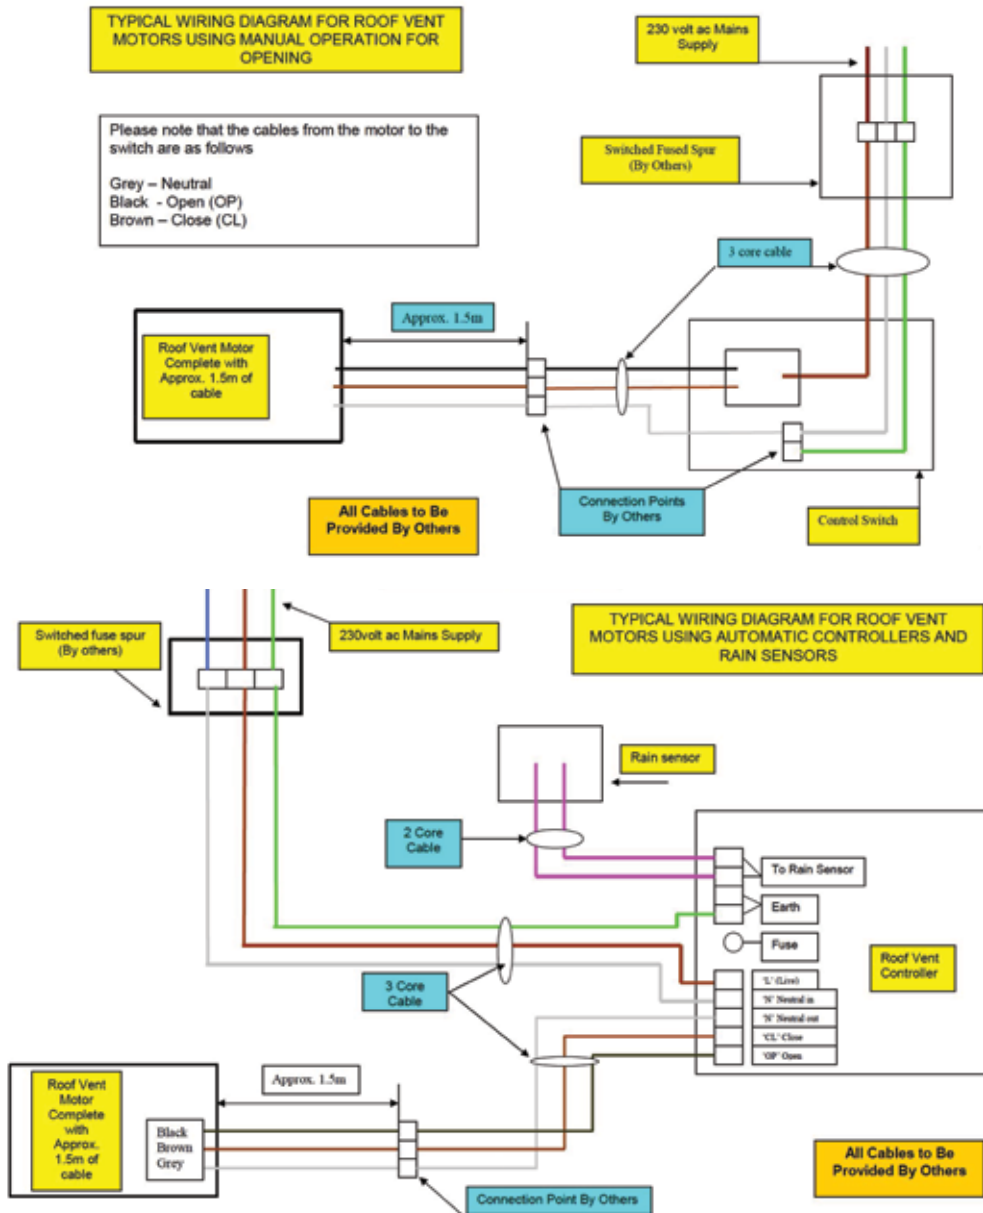 TYPICAL WIRING DIAGRAM FOR ROOF VENT
MOTORS USING MANUAL OPERATION FOR
OPENING
230 volt ac Mains
Supply
Please note that the cables from the motor to the
switch are as follows
Grey – Neutral
Black - Open (OP)
Brown – Close (CL)
Switched Fused Spur
(By Others)
3 core cable
Approx. 1.5m
Roof Vent Motor
Complete with
Approx. 1.5m of
cable
All Cables to Be
Provided By Others
Connection Points
By Others
Control Switch
Switched fuse spur
(By others)
230volt ac Mains Supply
TYPICAL WIRING DIAGRAM FOR ROOF VENT
MOTORS USING AUTOMATIC CONTROLLERS AND
RAIN SENSORS
Rain sensor
2 Core
Cable
To Rain Sensor
Earth
Fuse
Roof Vent
Controller
3 Core
Cable
'L' (Live)
'N' Neutral in
'N' Neutral out
'CL' Close
'OP' Open
Approx. 1.5m
Roof Vent
Motor
Complete
with
Approx.
1.5m of
cable
Black
Brown
Grey
Connection Point By Others
All Cables to Be
Provided By Others